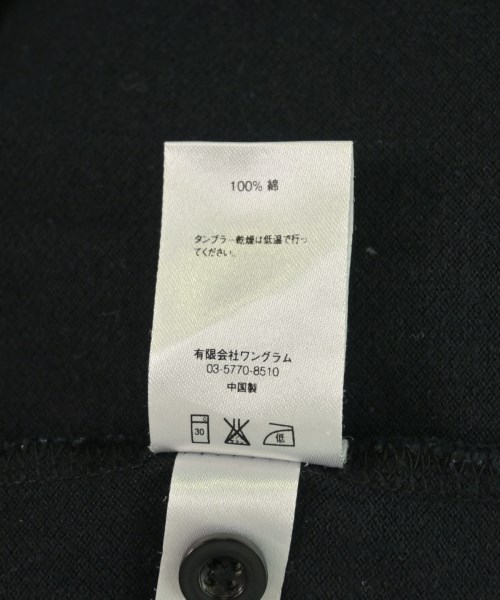 100% 綿
タンブラー乾燥は低温で行っ
てください。
有限会社ワングラム
03-5770-8510
中国製
30
低